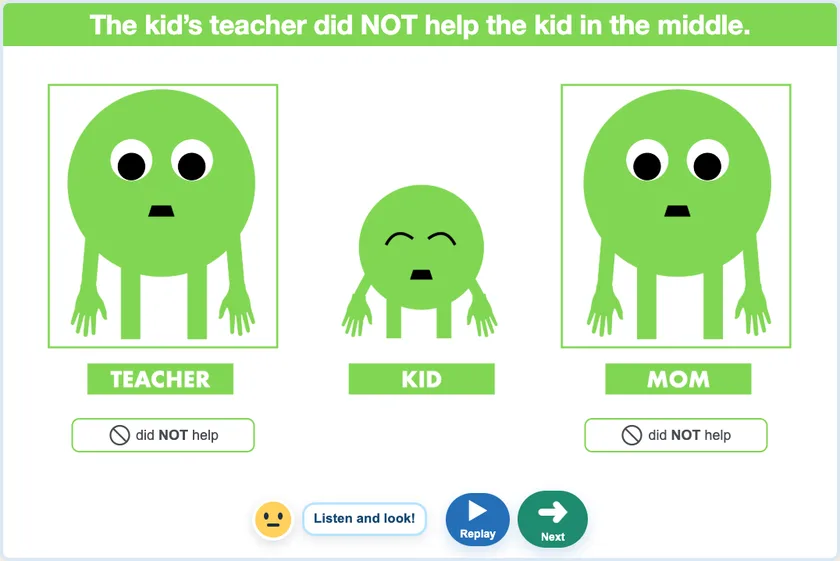 The kid’s teacher did NOT help the kid in the middle.
TEACHER
KID
MOM
did NOT help
did NOT help
Listen and look!
Replay
Next